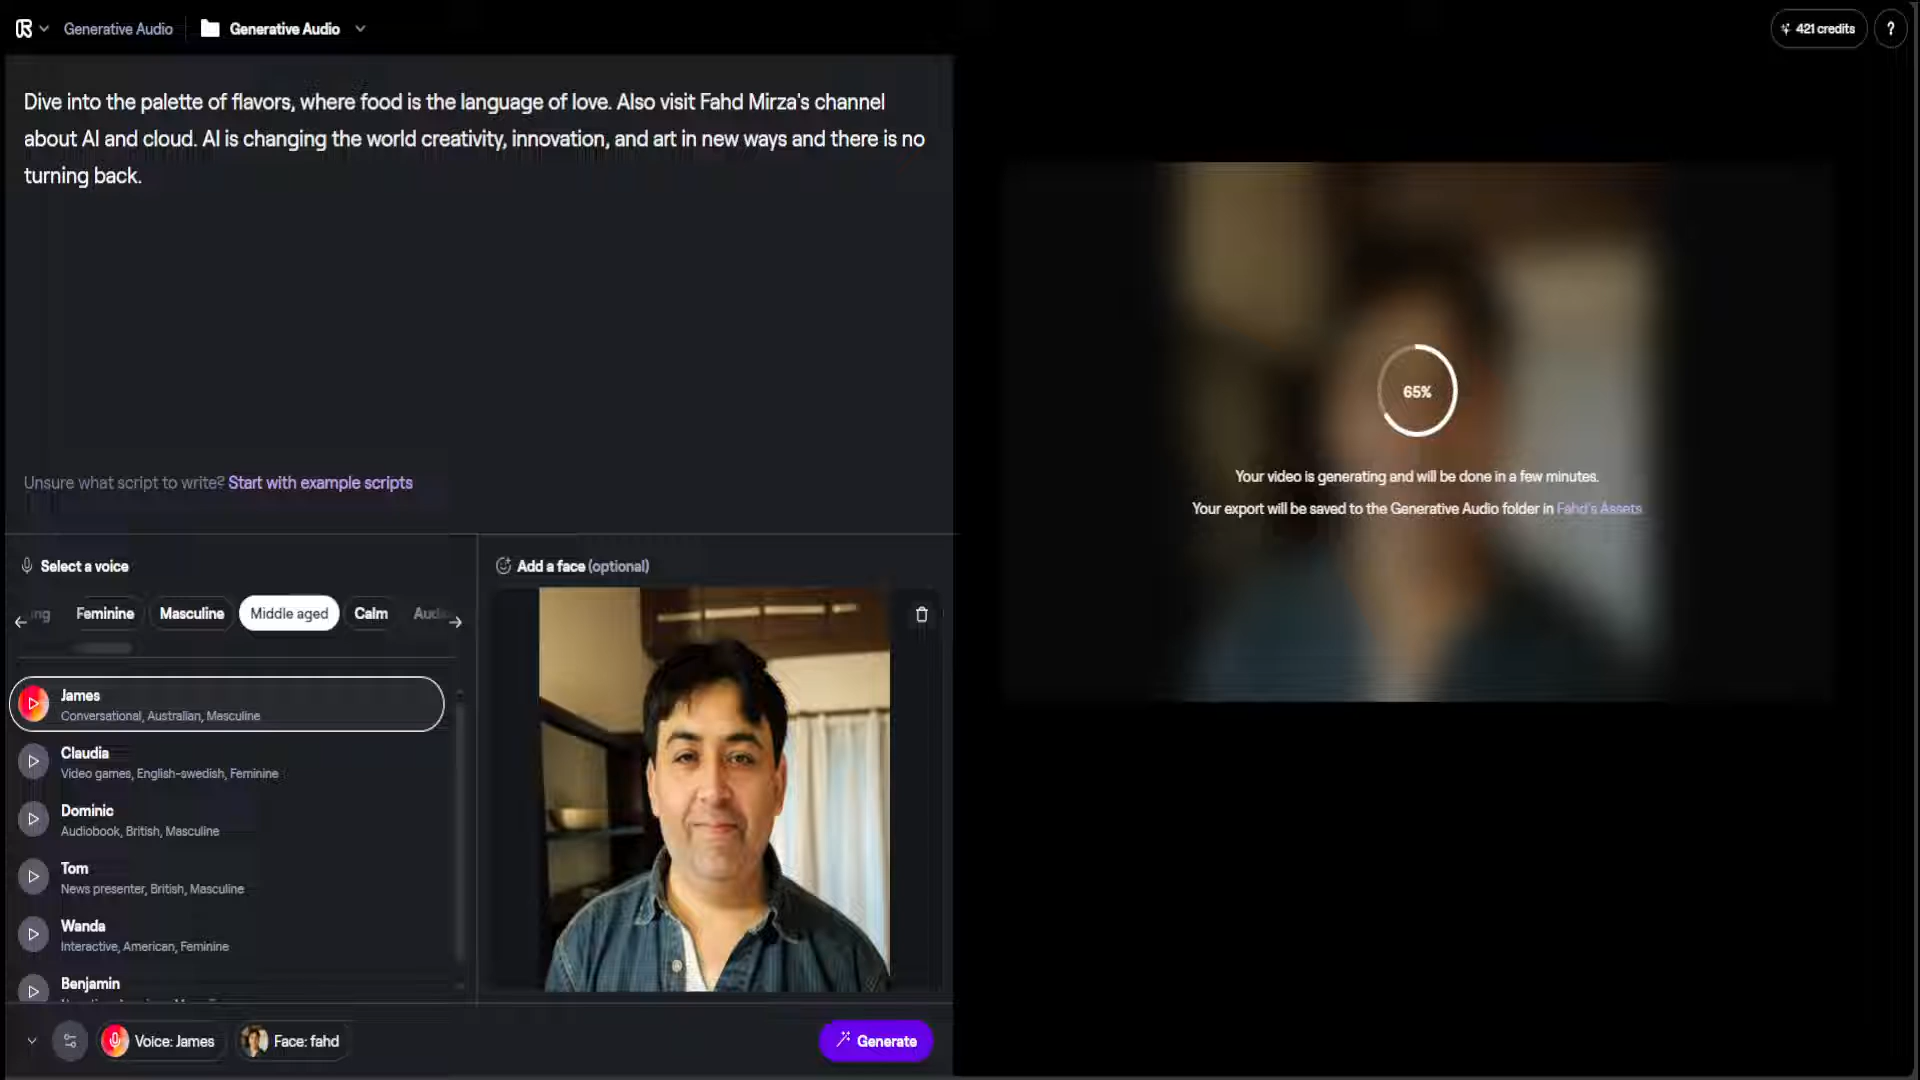 Generative Audio
Generative Audio
421 credits
?
Dive into the palette of flavors, where food is the language of love. Also visit Fahd Mirza's channel
about AI and cloud. AI is changing the world creativity, innovation, and art in new ways and there is no
turning back.
Unsure what script to write? Start with example scripts
Select a voice
Feminine
Masculine
Middle aged
Calm
James
Conversational, Australian, Masculine
Claudia
Video games, English-swedish, Feminine
Dominic
Audiobook, British, Masculine
Tom
News presenter, British, Masculine
Wanda
Interactive, American, Feminine
Benjamin
Add a face (optional)
Voice: James
Face: fahd
Generate
65%
Your video is generating and will be done in a few minutes.
Your export will be saved to the Generative Audio folder in Fahd's Assets